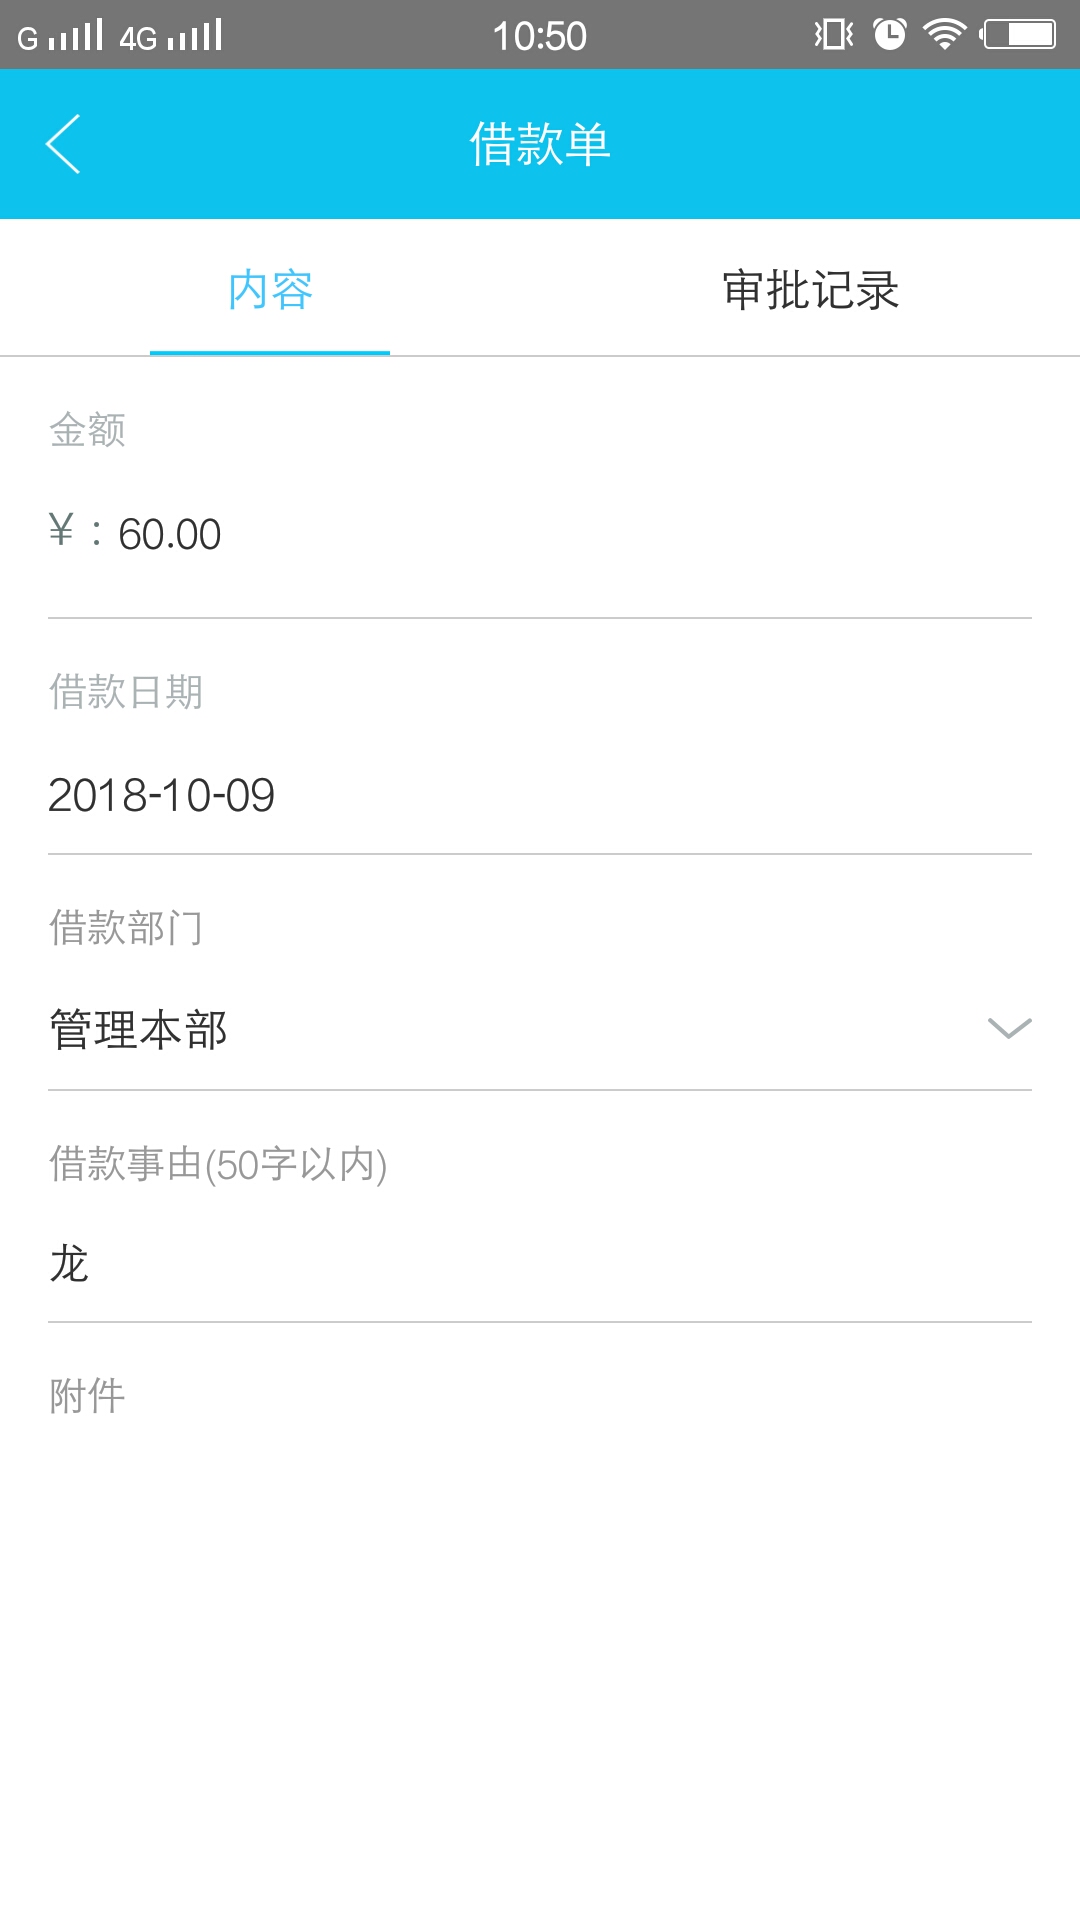 G 4G 10:50
借款单
内容 审批记录
金额
¥ : 60.00
借款日期
2018-10-09
借款部门
管理本部
借款事由(50字以内)
龙
附件